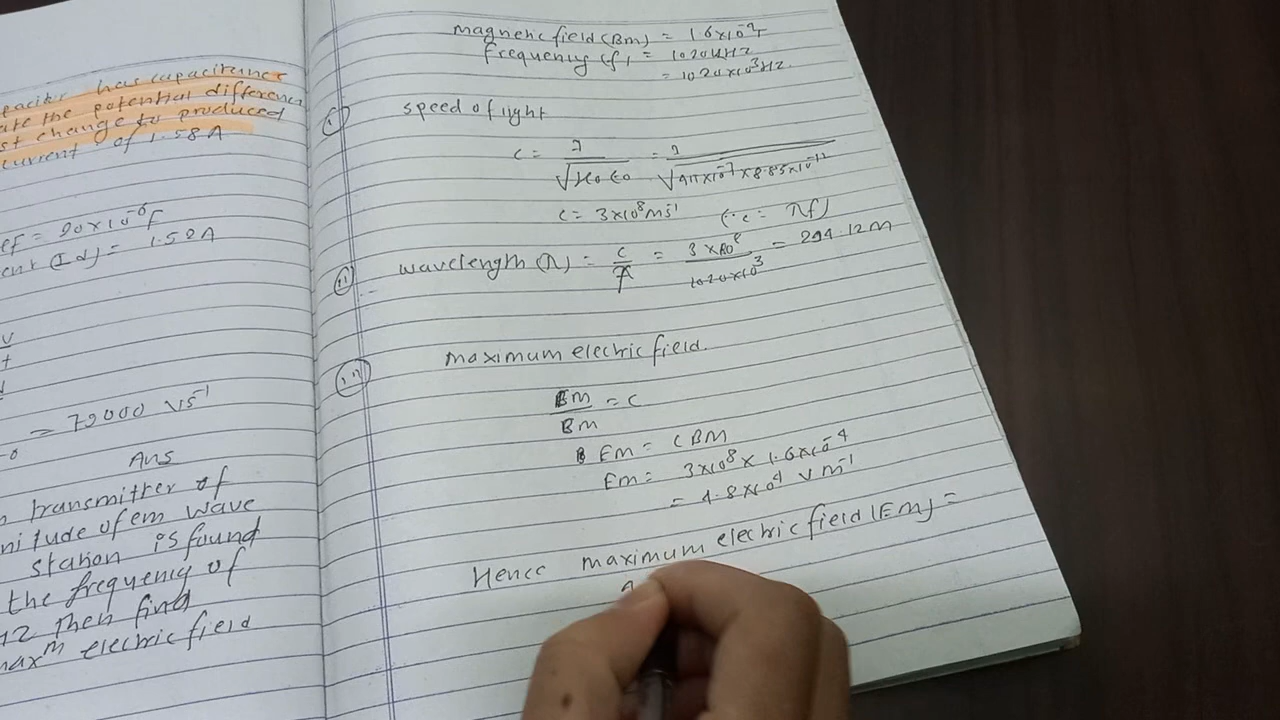 pacitor has capacitance
ate the potential difference
st change to produced
current of 1.58 A
= 90×10⁻⁶F
ent (Id) = 1.58A
= 79000 Vs⁻¹
Ans
transmitter of
nitude of em wave
station is found
the frequency of
Hz then find
maxᵐ electric field
magnetic field (Bm) = 1.6×10⁻⁴T
frequency (f) = 1020kHz
= 1020×10³Hz.
(i) speed of light
c = 1/√μ₀ε₀ = 1/√4π×10⁻⁷×8.85×10⁻¹²
c = 3×10⁸ms⁻¹ (∵ c = λf)
(ii) wavelength (λ) = c/f = 3×10⁸/1020×10³ = 294.12m
maximum electric field.
Em/Bm = c
Em = CBM
Em = 3×10⁸×1.6×10⁻⁴
= 4.8×10⁴ Vm⁻¹
Hence maximum electric field (Em) =